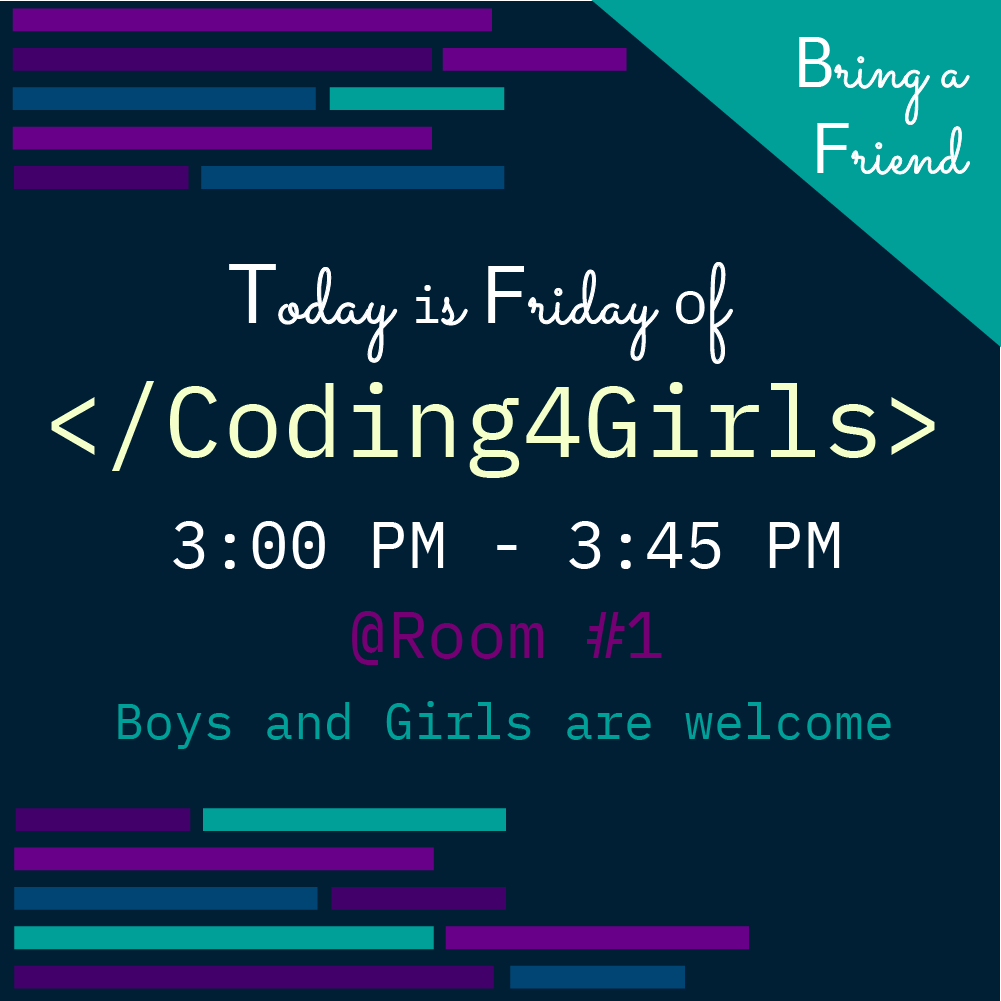 Bring a
Friend
Today is Friday of
</Coding4Girls>
3:00 PM - 3:45 PM
@Room #1
Boys and Girls are welcome